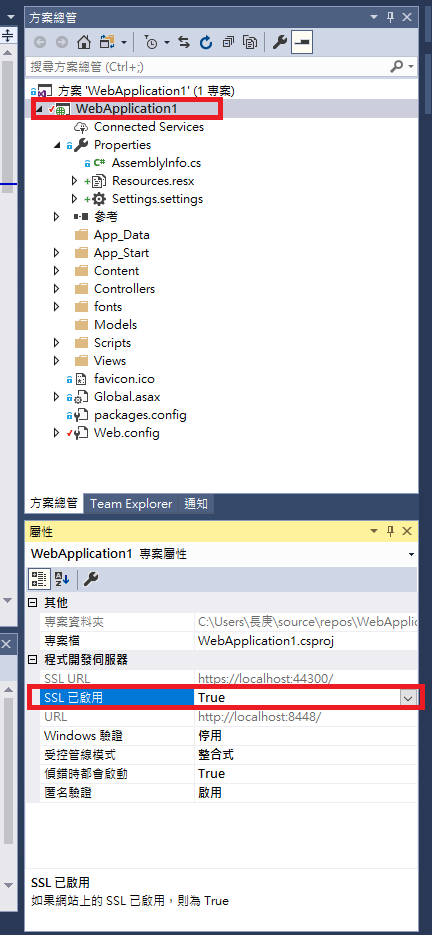 方案總管
搜尋方案總管 (Ctrl+;)
方案 'WebApplication1' (1 專案)
WebApplication1
Connected Services
Properties
C# AssemblyInfo.cs
Resources.resx
Settings.settings
參考
App_Data
App_Start
Content
Controllers
fonts
Models
Scripts
Views
favicon.ico
Global.asax
packages.config
Web.config
方案總管 Team Explorer 通知
屬性
WebApplication1 專案屬性
其他
專案資料夾 C:\Users\長庚\source\repos\WebApplic
專案檔 WebApplication1.csproj
程式開發伺服器
SSL URL https://localhost:44300/
SSL 已啟用 True
URL http://localhost:8448/
Windows 驗證 停用
受控管線模式 整合式
偵錯時都會啟動 True
匿名驗證 啟用
SSL 已啟用
如果網站上的 SSL 已啟用，則為 True